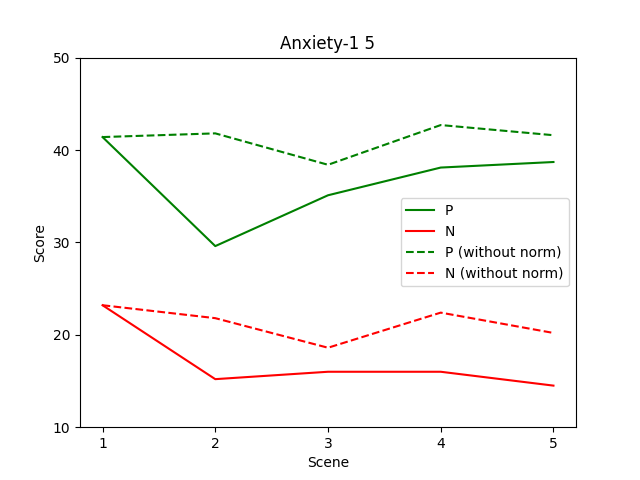 Anxiety-1 5
50
40
30
20
10
Score
P
N
P (without norm)
N (without norm)
1 2 3 4 5
Scene